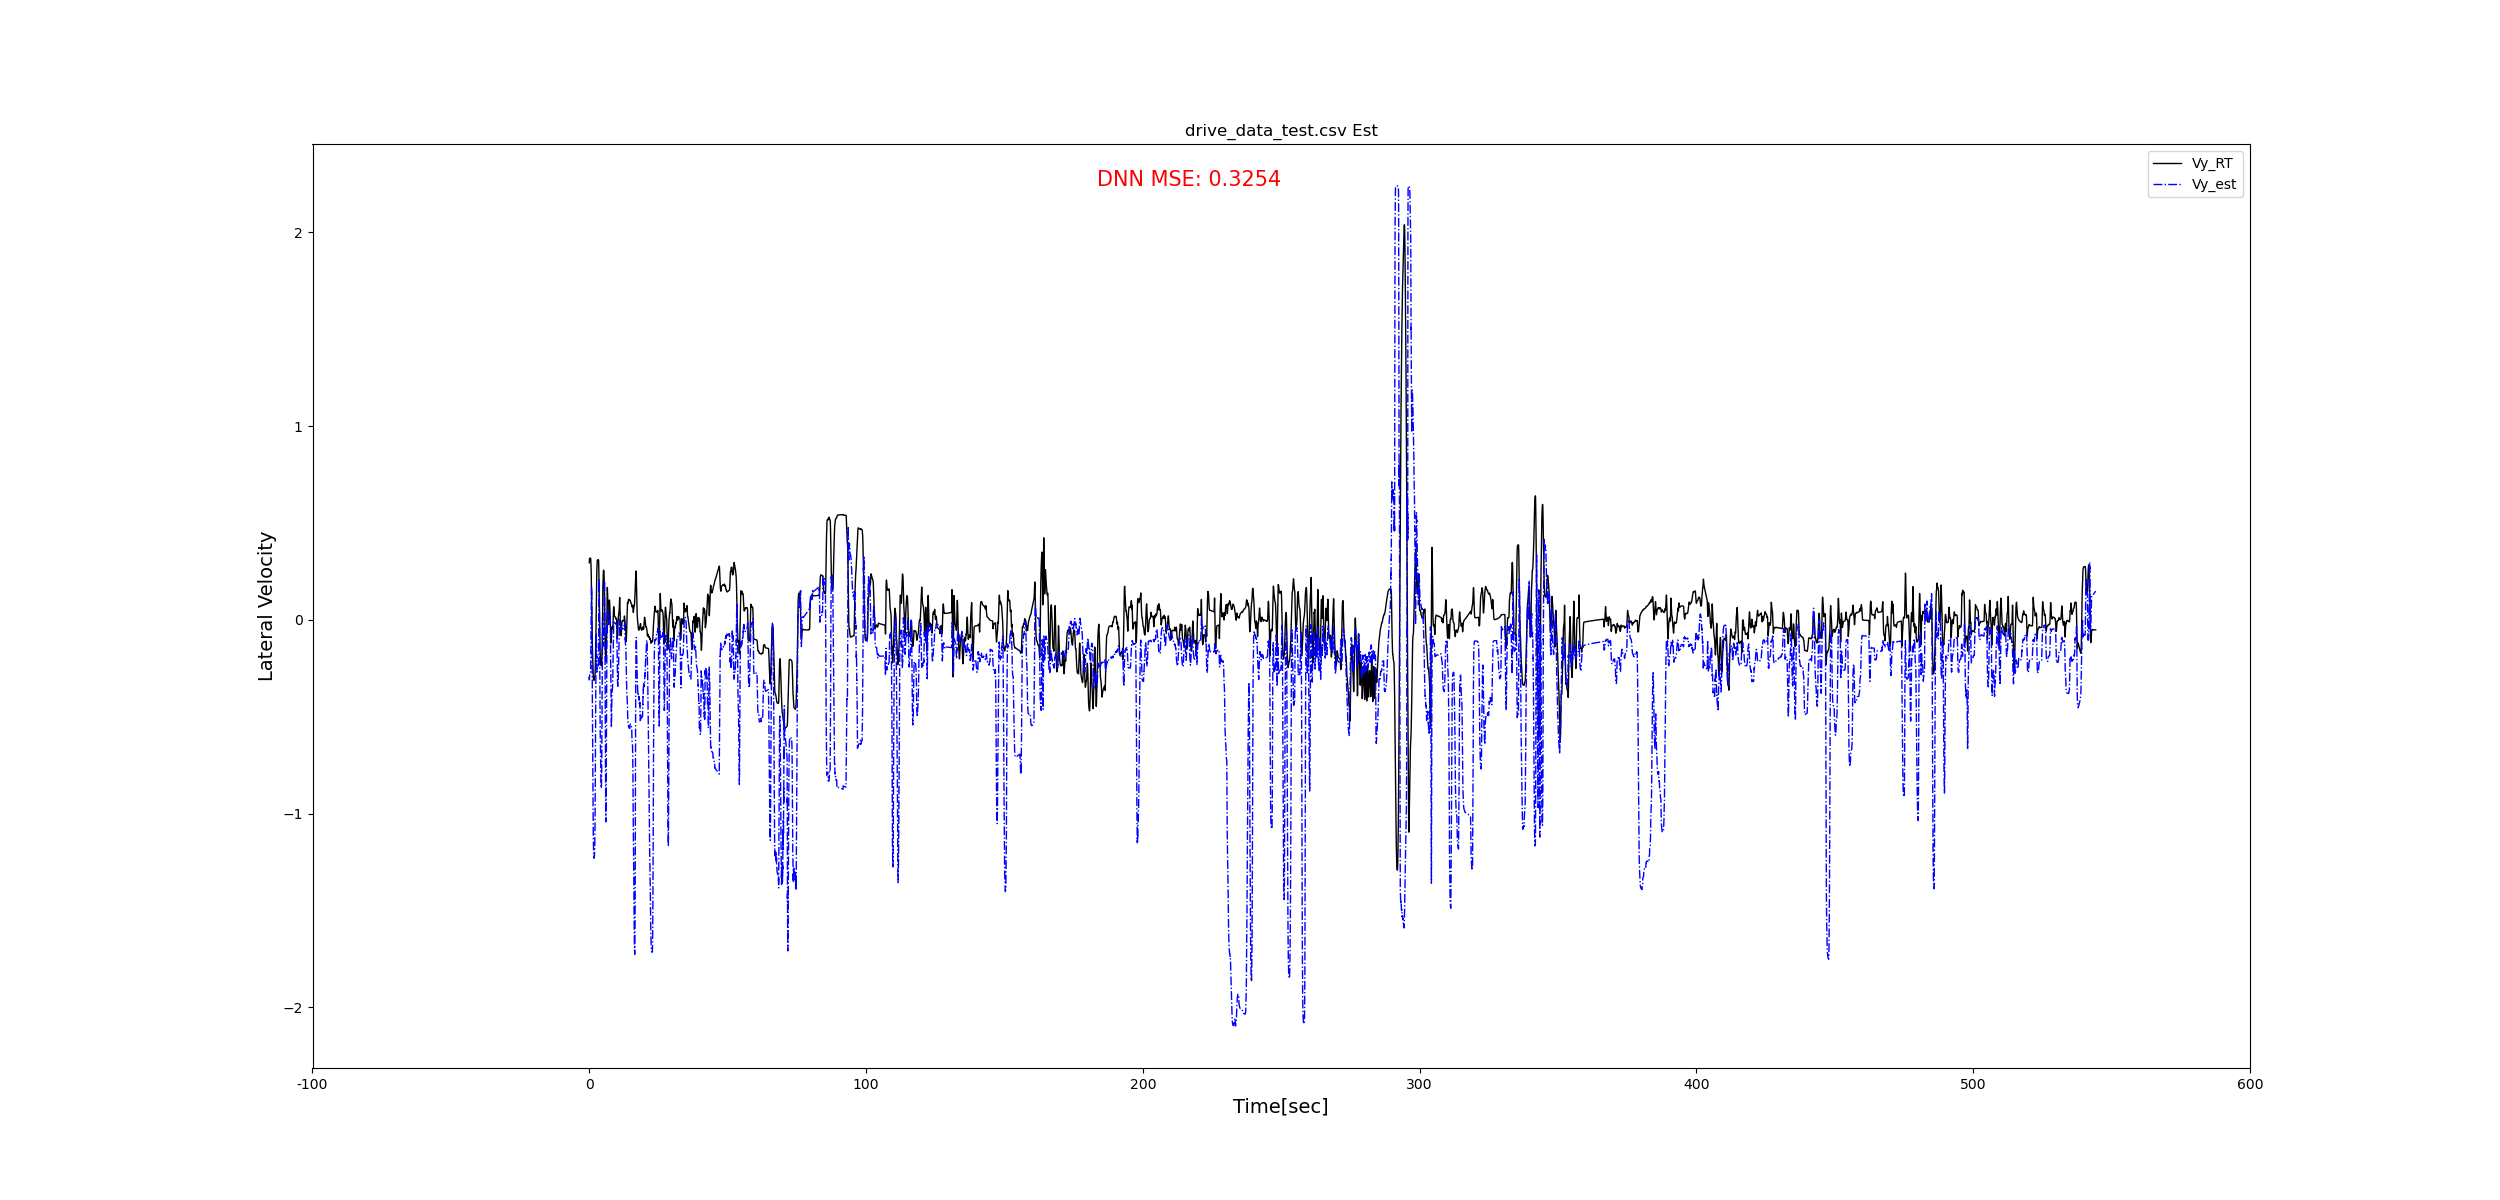 drive_data_test.csv Est
DNN MSE: 0.3254
Vy_RT
Vy_est
Lateral Velocity
2
1
0
−1
−2
-100 0 100 200 300 400 500 600
Time[sec]